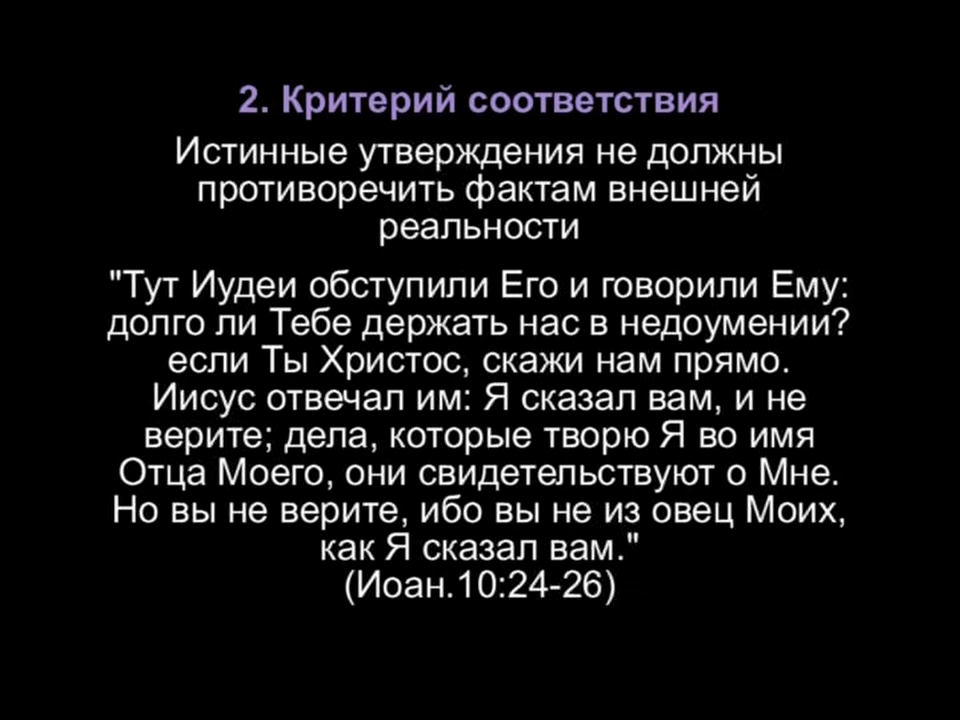 2. Критерий соответствия
Истинные утверждения не должны
противоречить фактам внешней
реальности
"Тут Иудеи обступили Его и говорили Ему:
долго ли Тебе держать нас в недоумении?
если Ты Христос, скажи нам прямо.
Иисус отвечал им: Я сказал вам, и не
верите; дела, которые творю Я во имя
Отца Моего, они свидетельствуют о Мне.
Но вы не верите, ибо вы не из овец Моих,
как Я сказал вам."
(Иоан.10:24-26)